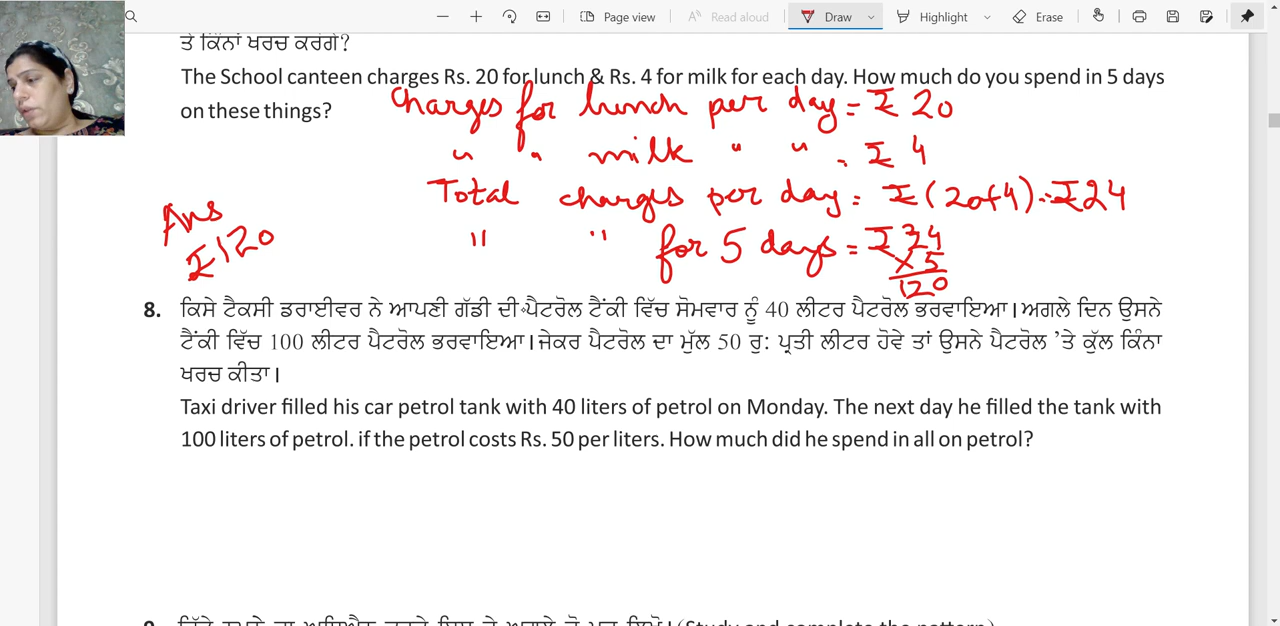 Page view
Read aloud
Draw
Highlight
Erase
ਤੇ ਕਿੰਨਾ ਖਰਚ ਕਰੋਗੇ?
The School canteen charges Rs. 20 for lunch & Rs. 4 for milk for each day. How much do you spend in 5 days
on these things?
Charges for lunch per day = ₹ 20
" " milk " " = ₹ 4
Total charges per day = ₹ (20+4) = ₹24
" " for 5 days = ₹ 24
×5
120
Ans
₹120
8. ਕਿਸੇ ਟੈਕਸੀ ਡਰਾਈਵਰ ਨੇ ਆਪਣੀ ਗੱਡੀ ਦੀ ਪੈਟਰੋਲ ਟੈਂਕੀ ਵਿੱਚ ਸੋਮਵਾਰ ਨੂੰ 40 ਲੀਟਰ ਪੈਟਰੋਲ ਭਰਵਾਇਆ। ਅਗਲੇ ਦਿਨ ਉਸਨੇ
ਟੈਂਕੀ ਵਿੱਚ 100 ਲੀਟਰ ਪੈਟਰੋਲ ਭਰਵਾਇਆ। ਜੇਕਰ ਪੈਟਰੋਲ ਦਾ ਮੁੱਲ 50 ਰੁ: ਪ੍ਰਤੀ ਲੀਟਰ ਹੋਵੇ ਤਾਂ ਉਸਨੇ ਪੈਟਰੋਲ 'ਤੇ ਕੁੱਲ ਕਿੰਨਾ
ਖਰਚ ਕੀਤਾ।
Taxi driver filled his car petrol tank with 40 liters of petrol on Monday. The next day he filled the tank with
100 liters of petrol. if the petrol costs Rs. 50 per liters. How much did he spend in all on petrol?
(Study and complete the pattern)